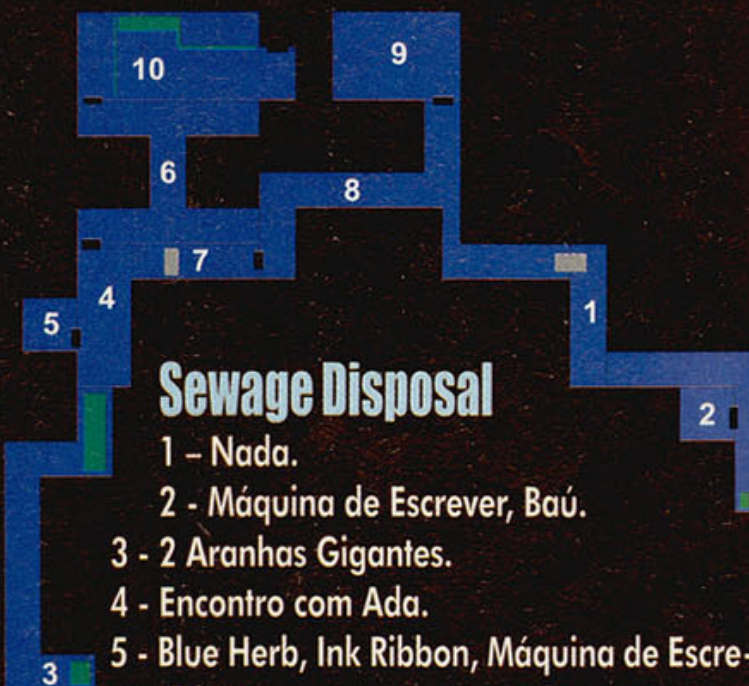 10
9
6
8
7
4
5
1
2
Sewage Disposal
1 – Nada.
2 - Máquina de Escrever, Baú.
3 - 2 Aranhas Gigantes.
4 - Encontro com Ada.
5 - Blue Herb, Ink Ribbon, Máquina de Escre-
3